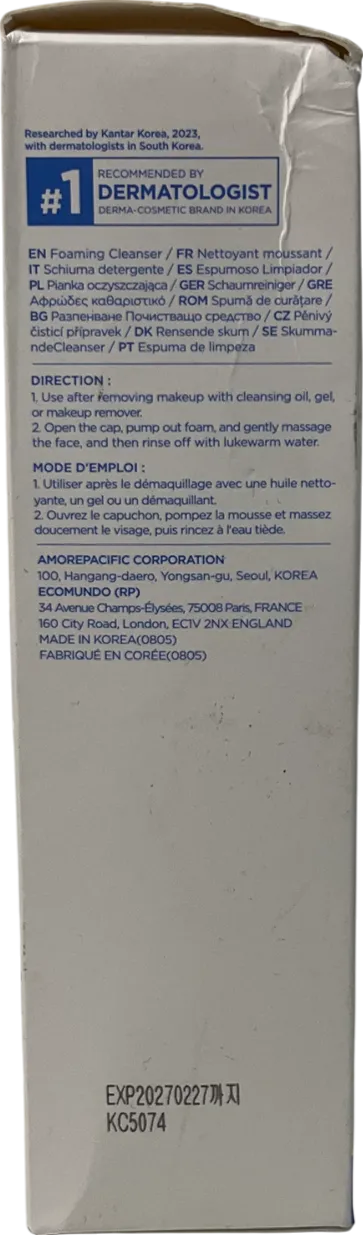 Researched by Kantar Korea, 2023,
with dermatologists in South Korea.
#1
RECOMMENDED BY
DERMATOLOGIST
DERMA-COSMETIC BRAND IN KOREA
EN Foaming Cleanser / FR Nettoyant moussant /
IT Schiuma detergente / ES Espumoso Limpiador /
PL Pianka oczyszczająca / GER Schaumreiniger / GRE
Αφρώδες καθαριστικό / ROM Spumă de curățare /
BG Разпенване Почистващо средство / CZ Pěnivý
čisticí přípravek / DK Rensende skum / SE Skumma-
ndeCleanser / PT Espuma de limpeza
DIRECTION :
1. Use after removing makeup with cleansing oil, gel,
or makeup remover.
2. Open the cap, pump out foam, and gently massage
the face, and then rinse off with lukewarm water.
MODE D'EMPLOI :
1. Utiliser après le démaquillage avec une huile netto-
yante, un gel ou un démaquillant.
2. Ouvrez le capuchon, pompez la mousse et massez
doucement le visage, puis rincez à l'eau tiède.
AMOREPACIFIC CORPORATION
100, Hangang-daero, Yongsan-gu, Seoul, KOREA
ECOMUNDO (RP)
34 Avenue Champs-Élysées, 75008 Paris, FRANCE
160 City Road, London, EC1V 2NX ENGLAND
MADE IN KOREA(0805)
FABRIQUÉ EN CORÉE(0805)
EXP20270227까지
KC5074